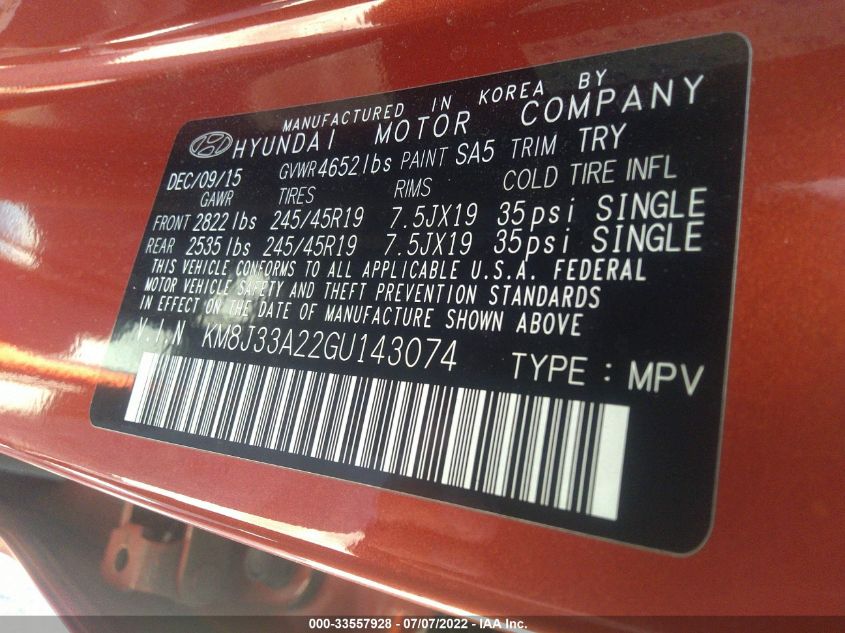 MANUFACTURED IN KOREA BY
HYUNDAI MOTOR COMPANY
DEC/09/15 GVWR 4652lbs PAINT SA5 TRIM TRY
GAWR TIRES RIMS COLD TIRE INFL
FRONT 2822 lbs 245/45R19 7.5JX19 35psi SINGLE
REAR 2535 lbs 245/45R19 7.5JX19 35psi SINGLE
THIS VEHICLE CONFORMS TO ALL APPLICABLE U.S.A. FEDERAL
MOTOR VEHICLE SAFETY AND THEFT PREVENTION STANDARDS
IN EFFECT ON THE DATE OF MANUFACTURE SHOWN ABOVE
V.I.N KM8J33A22GU143074 TYPE : MPV
000-33557928 - 07/07/2022 - IAA Inc.